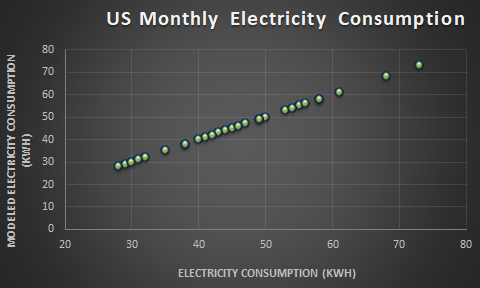 US Monthly Electricity Consumption
MODELED ELECTRICITY CONSUMPTION
(KWH)
80
70
60
50
40
30
20
10
0
20 30 40 50 60 70 80
ELECTRICITY CONSUMPTION (KWH)